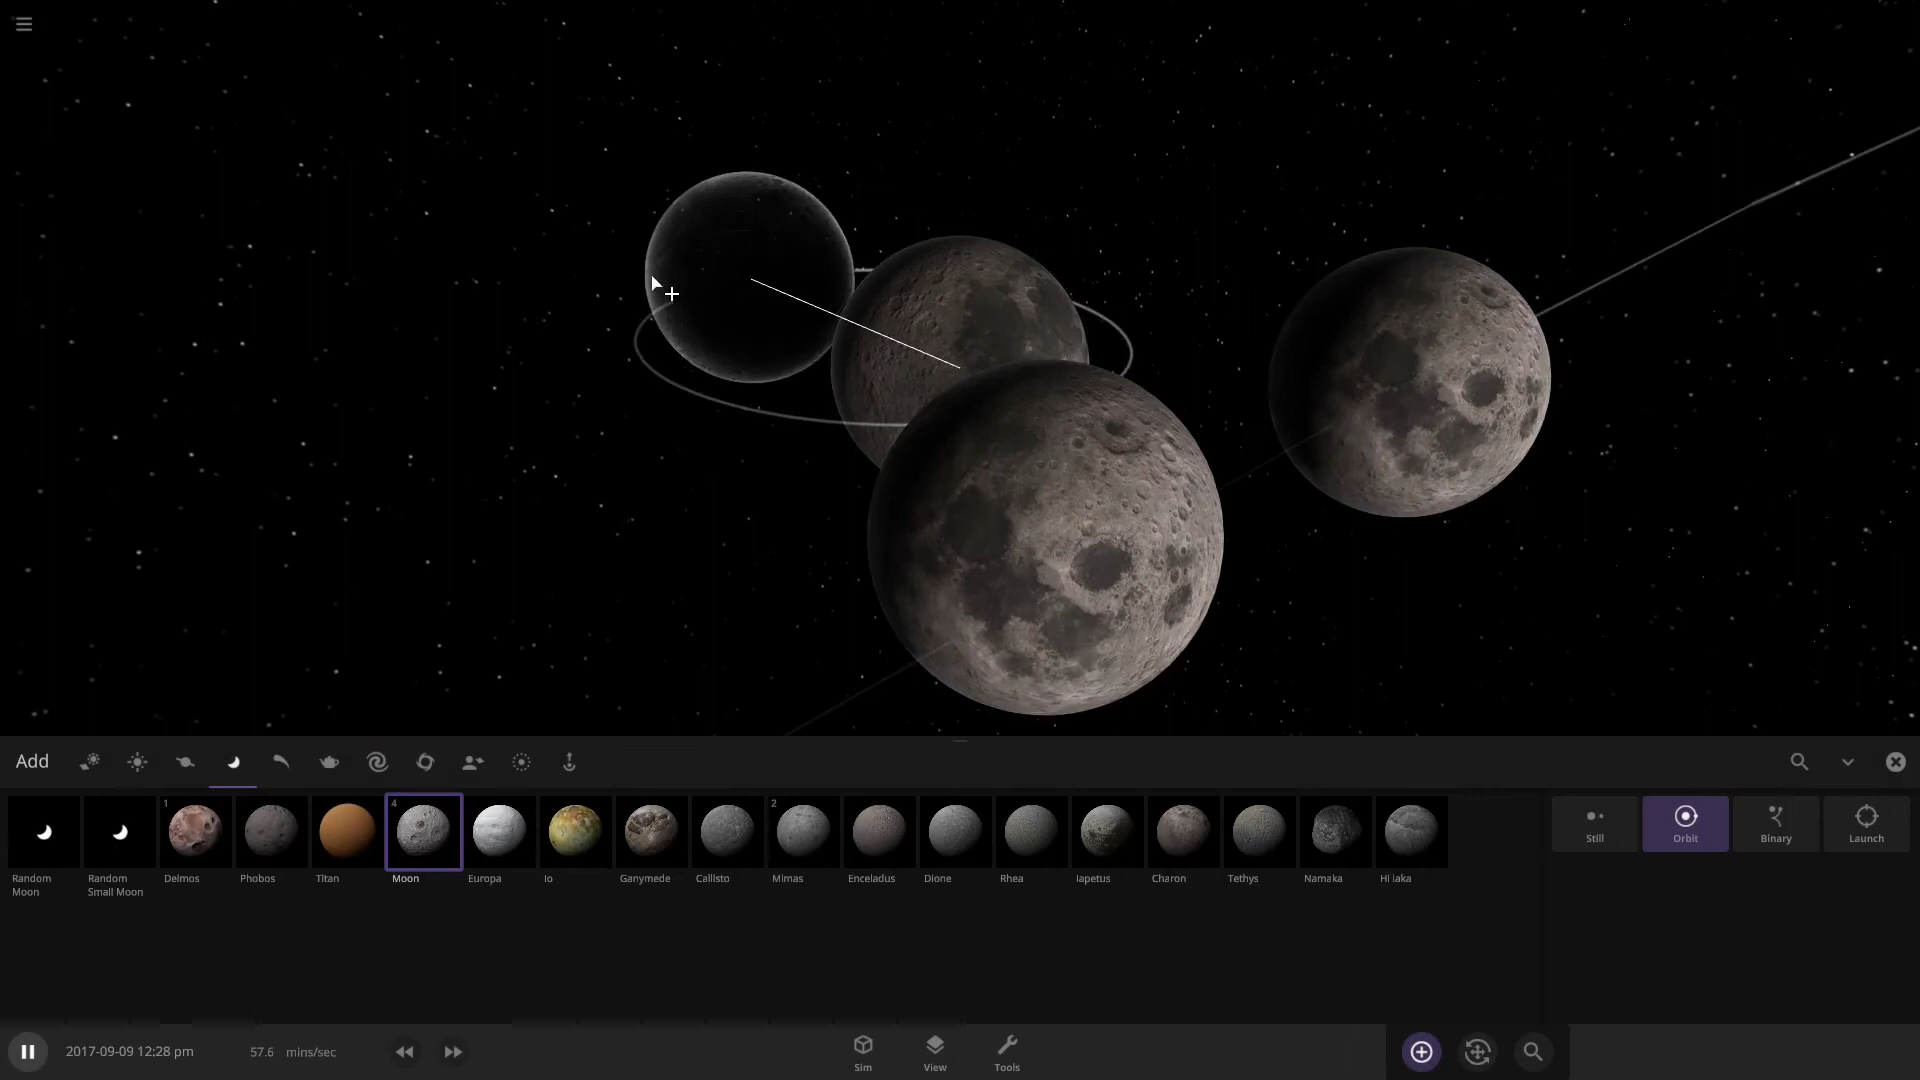 Add
1
4
2
Random Moon
Random Small Moon
Deimos
Phobos
Titan
Moon
Europa
Io
Ganymede
Callisto
Mimas
Enceladus
Dione
Rhea
Iapetus
Charon
Tethys
Namaka
Hi iaka
Still
Orbit
Binary
Launch
2017-09-09 12:28 pm
57.6 mins/sec
Sim
View
Tools